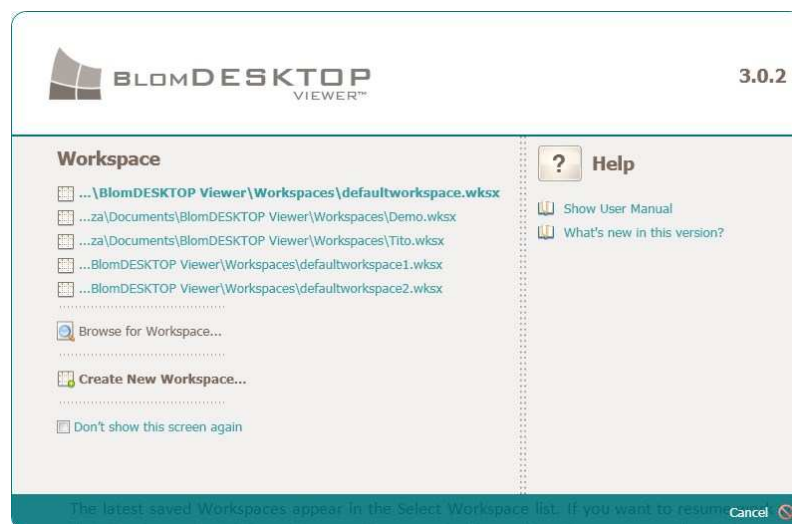 BLOMDESKTOP
VIEWER™
3.0.2
Workspace
...\BlomDESKTOP Viewer\Workspaces\defaultworkspace.wksx
...za\Documents\BlomDESKTOP Viewer\Workspaces\Demo.wksx
...za\Documents\BlomDESKTOP Viewer\Workspaces\Tito.wksx
...BlomDESKTOP Viewer\Workspaces\defaultworkspace1.wksx
...BlomDESKTOP Viewer\Workspaces\defaultworkspace2.wksx
Browse for Workspace...
Create New Workspace...
Don't show this screen again
? Help
Show User Manual
What's new in this version?
The latest saved Workspaces appear in the Select Workspace list. If you want to resume
Cancel